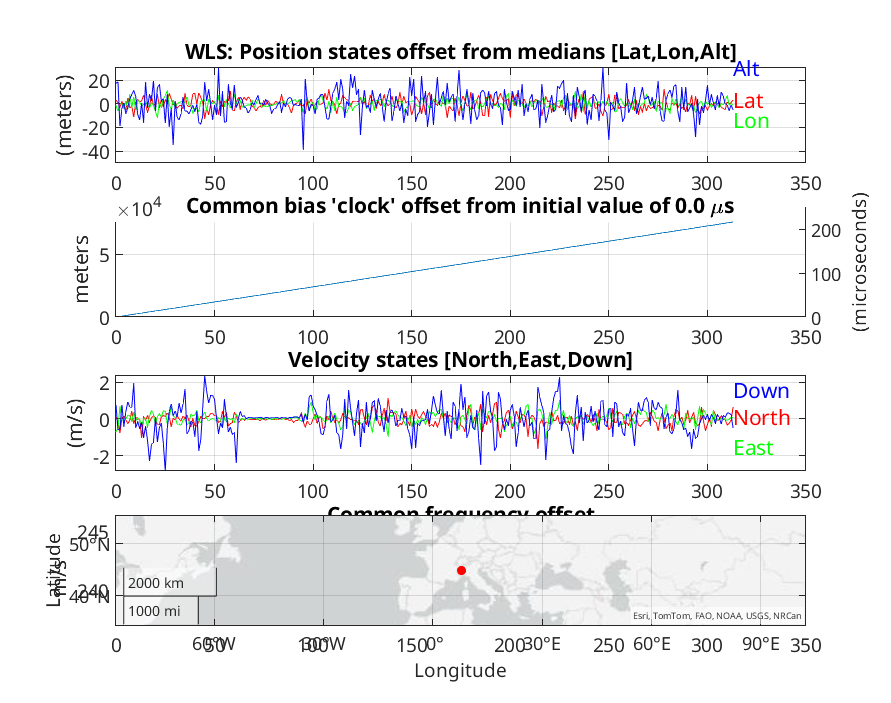 WLS: Position states offset from medians [Lat,Lon,Alt]
(meters)
20
0
-20
-40
Alt
Lat
Lon
0 50 100 150 200 250 300 350
×10⁴
Common bias 'clock' offset from initial value of 0.0 μs
meters
5
0
200
100
0
(microseconds)
0 50 100 150 200 250 300 350
Velocity states [North,East,Down]
(m/s)
2
0
-2
Down
North
East
0 50 100 150 200 250 300 350
Common frequency offset
Latitude
m/s
245
50°N
240
40°N
2000 km
1000 mi
Esri, TomTom, FAO, NOAA, USGS, NRCan
0 50 100 150 200 250 300 350
60°W 30°W 0° 30°E 60°E 90°E
Longitude